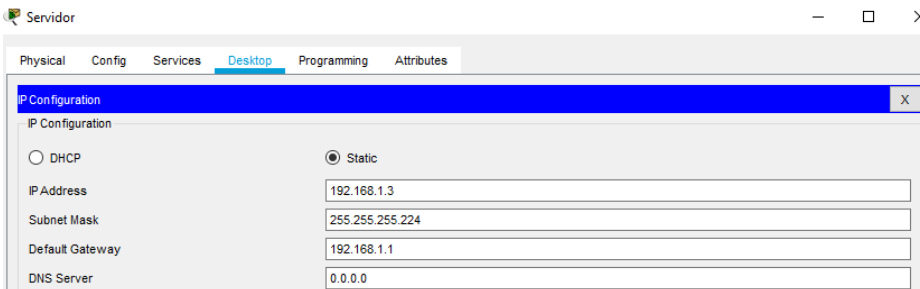 Servidor
Physical Config Services Desktop Programming Attributes
IP Configuration X
IP Configuration
DHCP Static
IP Address 192.168.1.3
Subnet Mask 255.255.255.224
Default Gateway 192.168.1.1
DNS Server 0.0.0.0